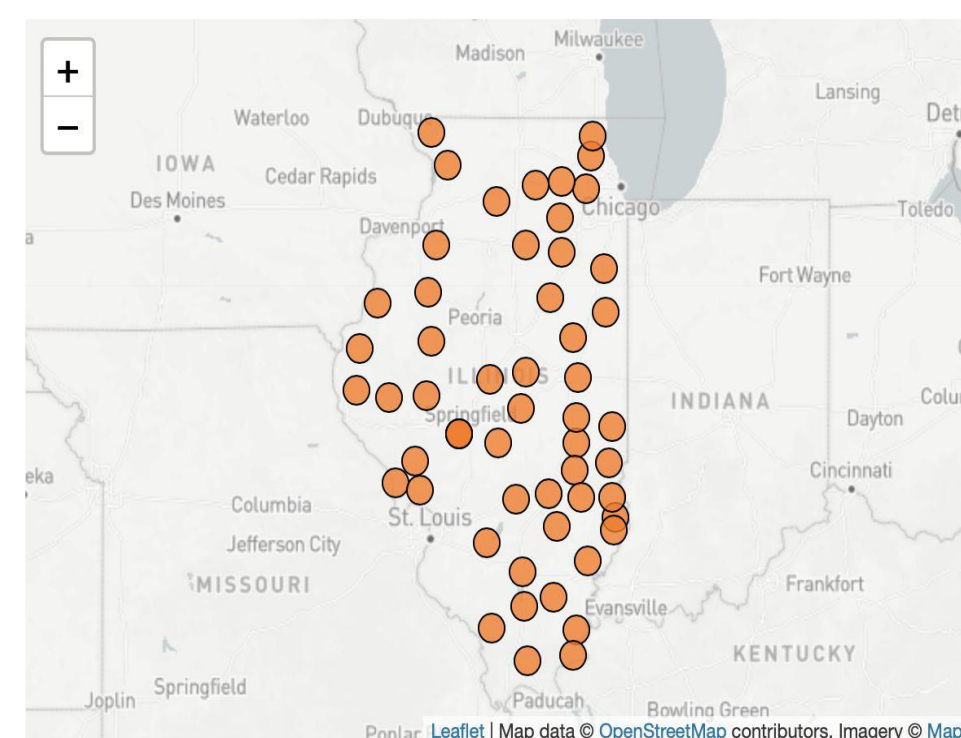 +
Milwaukee
Madison
Lansing
−
Waterloo
Dubuque
Detr
IOWA
Cedar Rapids
Des Moines
Chicago
Toledo
Davenport
a
Fort Wayne
Peoria
ILLINOIS
INDIANA
Colu
Springfield
Dayton
Cincinnati
eka
Columbia
St. Louis
Jefferson City
MISSOURI
Frankfort
Evansville
KENTUCKY
Springfield
Joplin
Paducah
Bowling Green
Poplar
Leaflet | Map data © OpenStreetMap contributors, Imagery © Map